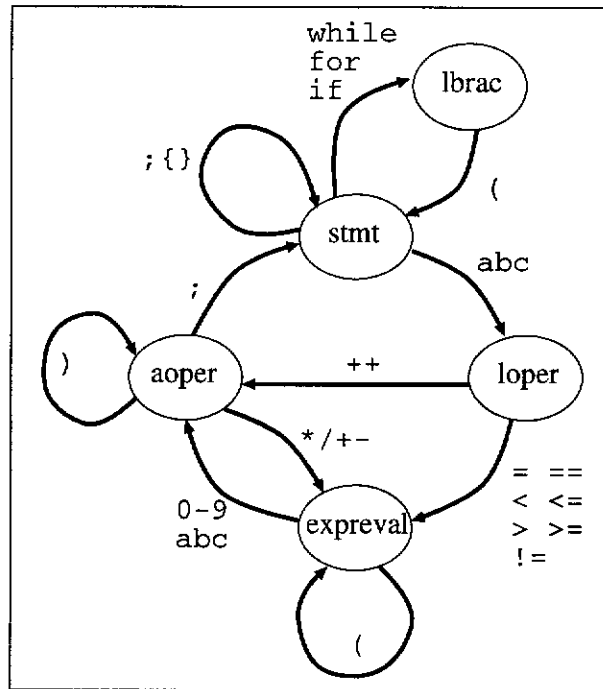 while
for
if
lbrac
;{}
(
stmt
abc
;
)
aoper
++
loper
*/+-
0-9
abc
expreval
= ==
< <=
> >=
!=
(